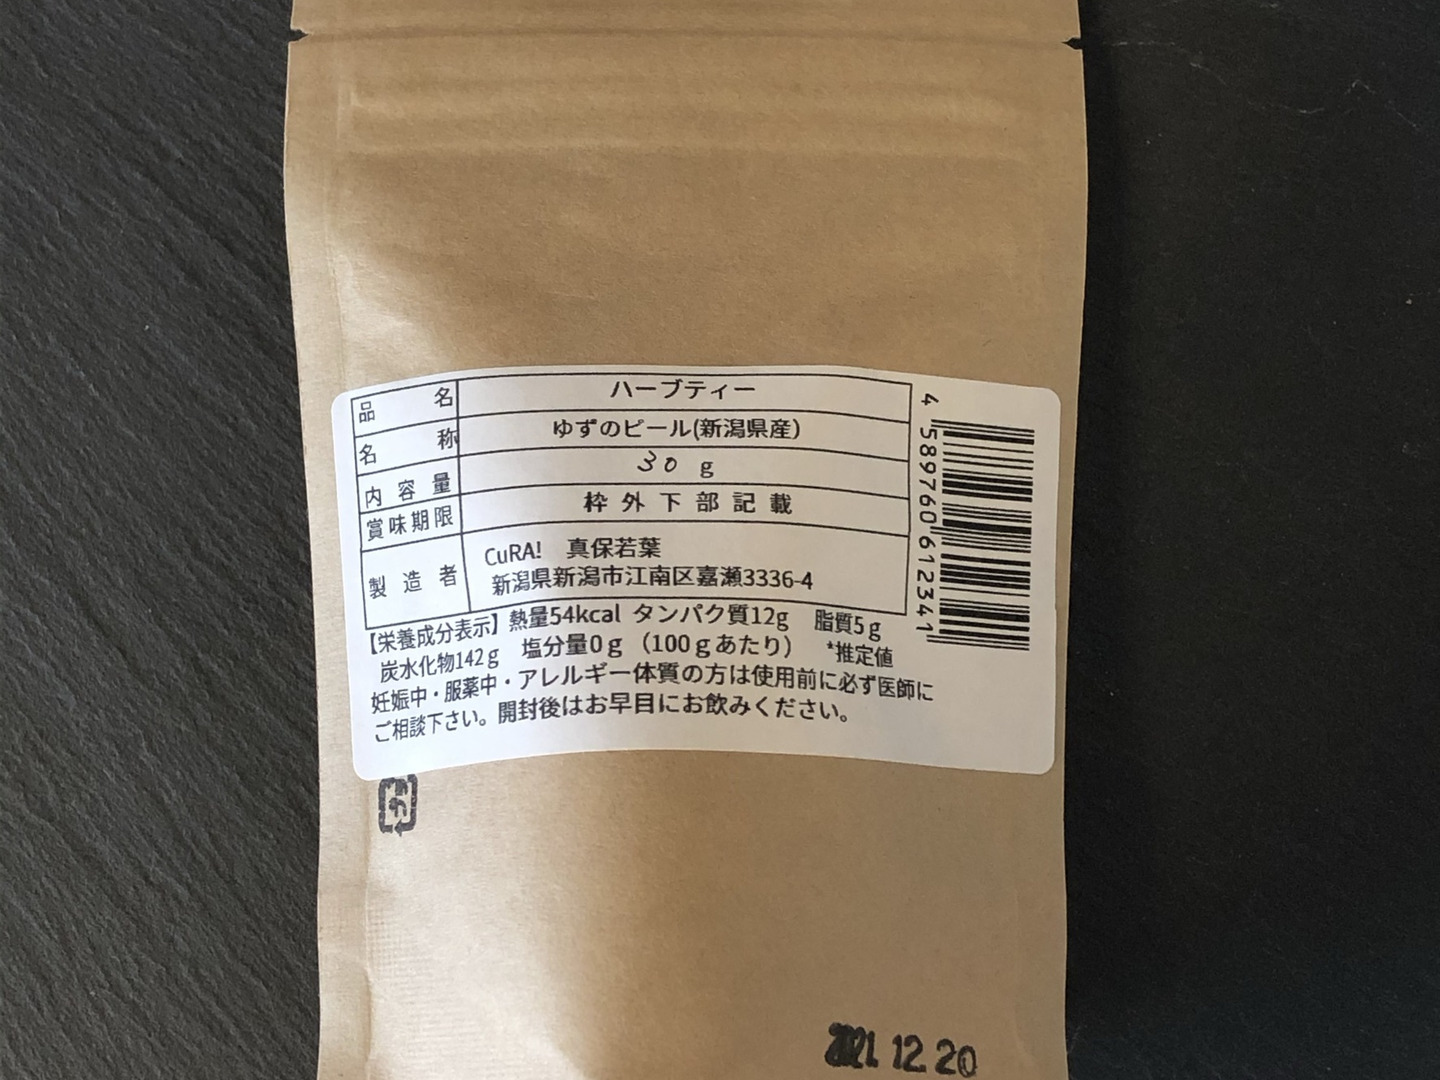 品名 ハーブティー
名称 ゆずのピール(新潟県産)
内容量 30 g
賞味期限 枠外下部記載
製造者 CuRA! 真保若葉
新潟県新潟市江南区嘉瀬3336-4
【栄養成分表示】熱量54kcal タンパク質12g 脂質5g
炭水化物142g 塩分量0g (100gあたり) *推定値
妊娠中・服薬中・アレルギー体質の方は使用前に必ず医師に
ご相談下さい。開封後はお早目にお飲みください。
4 589760 612341
12 20